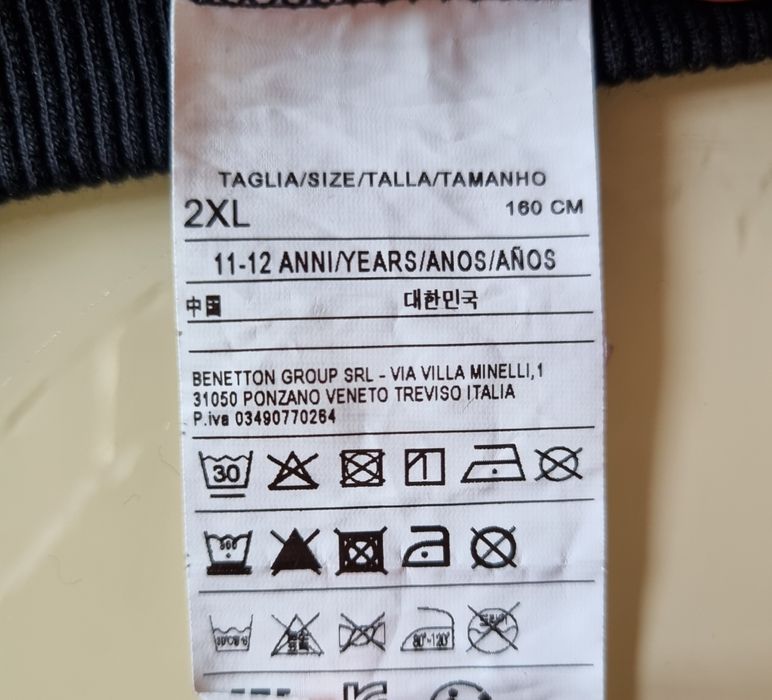 TAGLIA/SIZE/TALLA/TAMANHO
2XL 160 CM
11-12 ANNI/YEARS/ANOS/AÑOS
中国 대한민국
BENETTON GROUP SRL - VIA VILLA MINELLI,1
31050 PONZANO VENETO TREVISO ITALIA
P.iva 03490770264
30